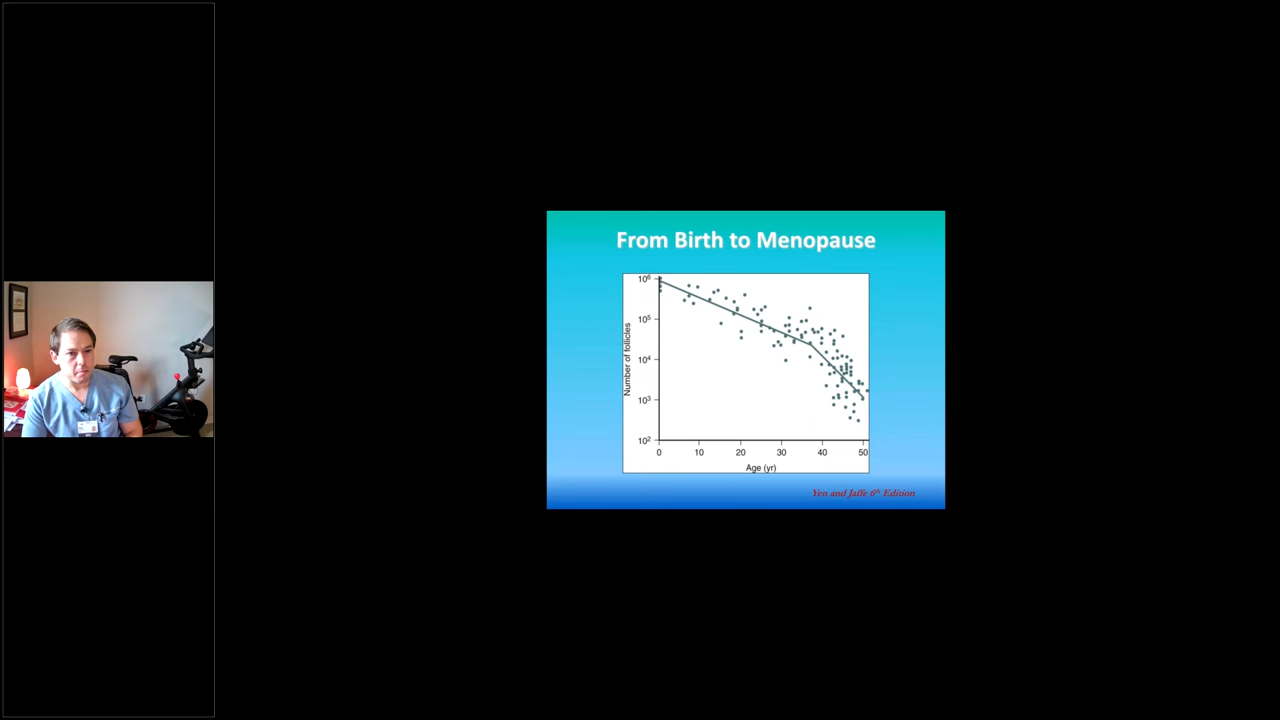 From Birth to Menopause
10⁶
10⁵
10⁴
10³
10²
Number of follicles
0 10 20 30 40 50
Age (yr)
Yen and Jaffe 6th Edition